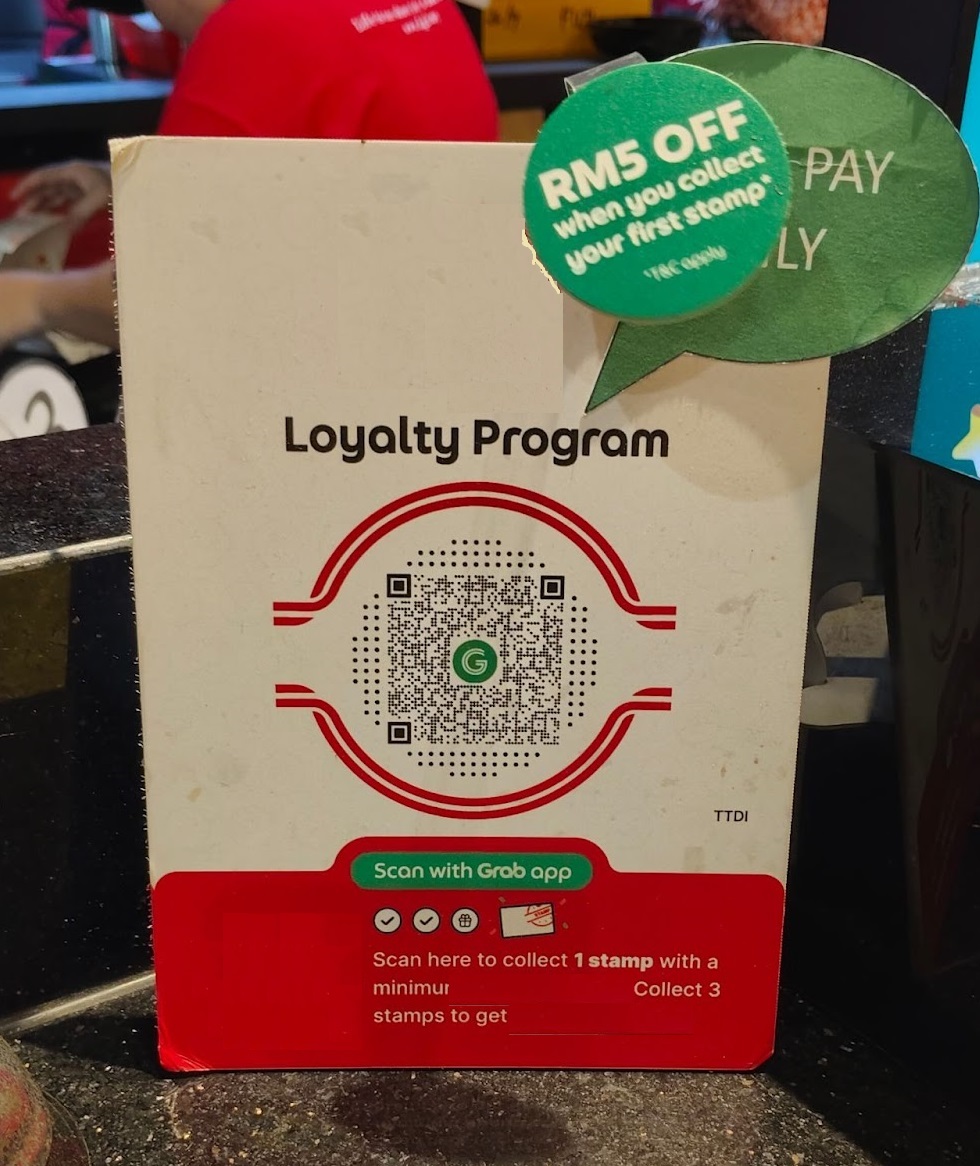 RM5 OFF
when you collect
your first stamp*
*T&C apply
PAY
LY
Loyalty Program
G
TTDI
Scan with Grab app
STAMP
Scan here to collect 1 stamp with a
minimur
Collect 3
stamps to get